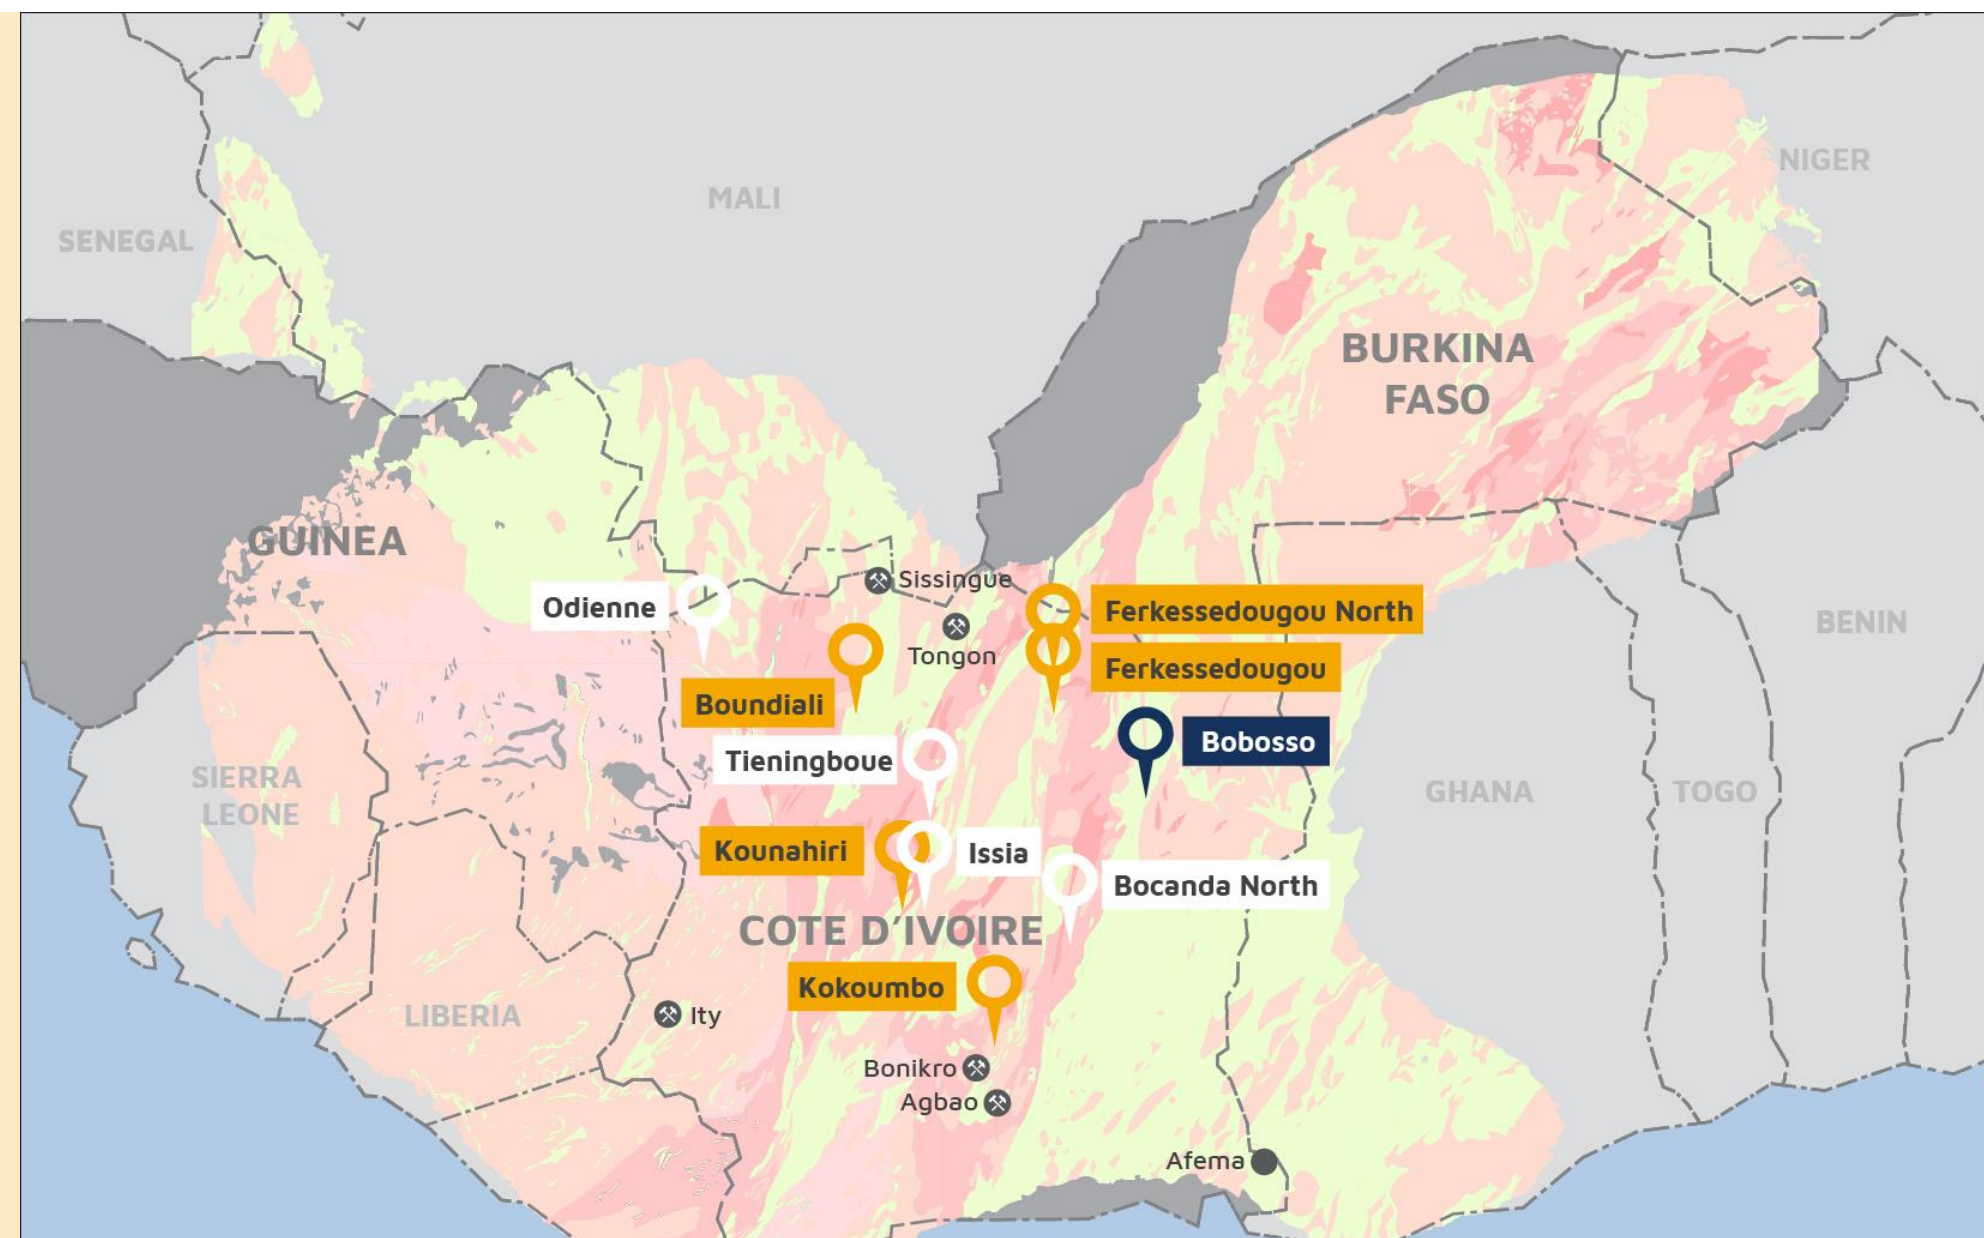 NIGER
MALI
SENEGAL
BURKINA
FASO
GUINEA
Sissingue
Odienne
Ferkessedougou North
Tongon
Ferkessedougou
Boundiali
Bobosso
Tieningboue
SIERRA
LEONE
GHANA
TOGO
BENIN
Kounahiri
Issia
Bocanda North
COTE D'IVOIRE
Kokoumbo
LIBERIA
Ity
Bonikro
Agbao
Afema